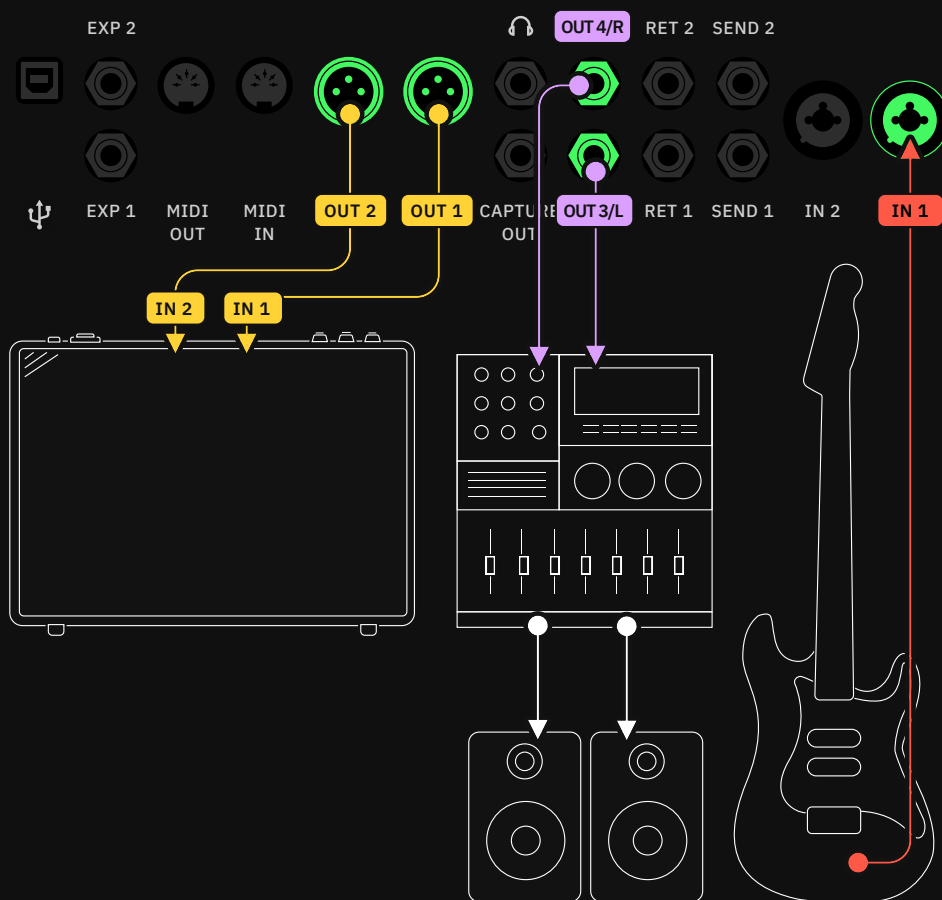 EXP 2
OUT 4/R
RET 2
SEND 2
EXP 1
MIDI
OUT
MIDI
IN
OUT 2
OUT 1
CAPTURE
OUT
OUT 3/L
RET 1
SEND 1
IN 2
IN 1
IN 2
IN 1